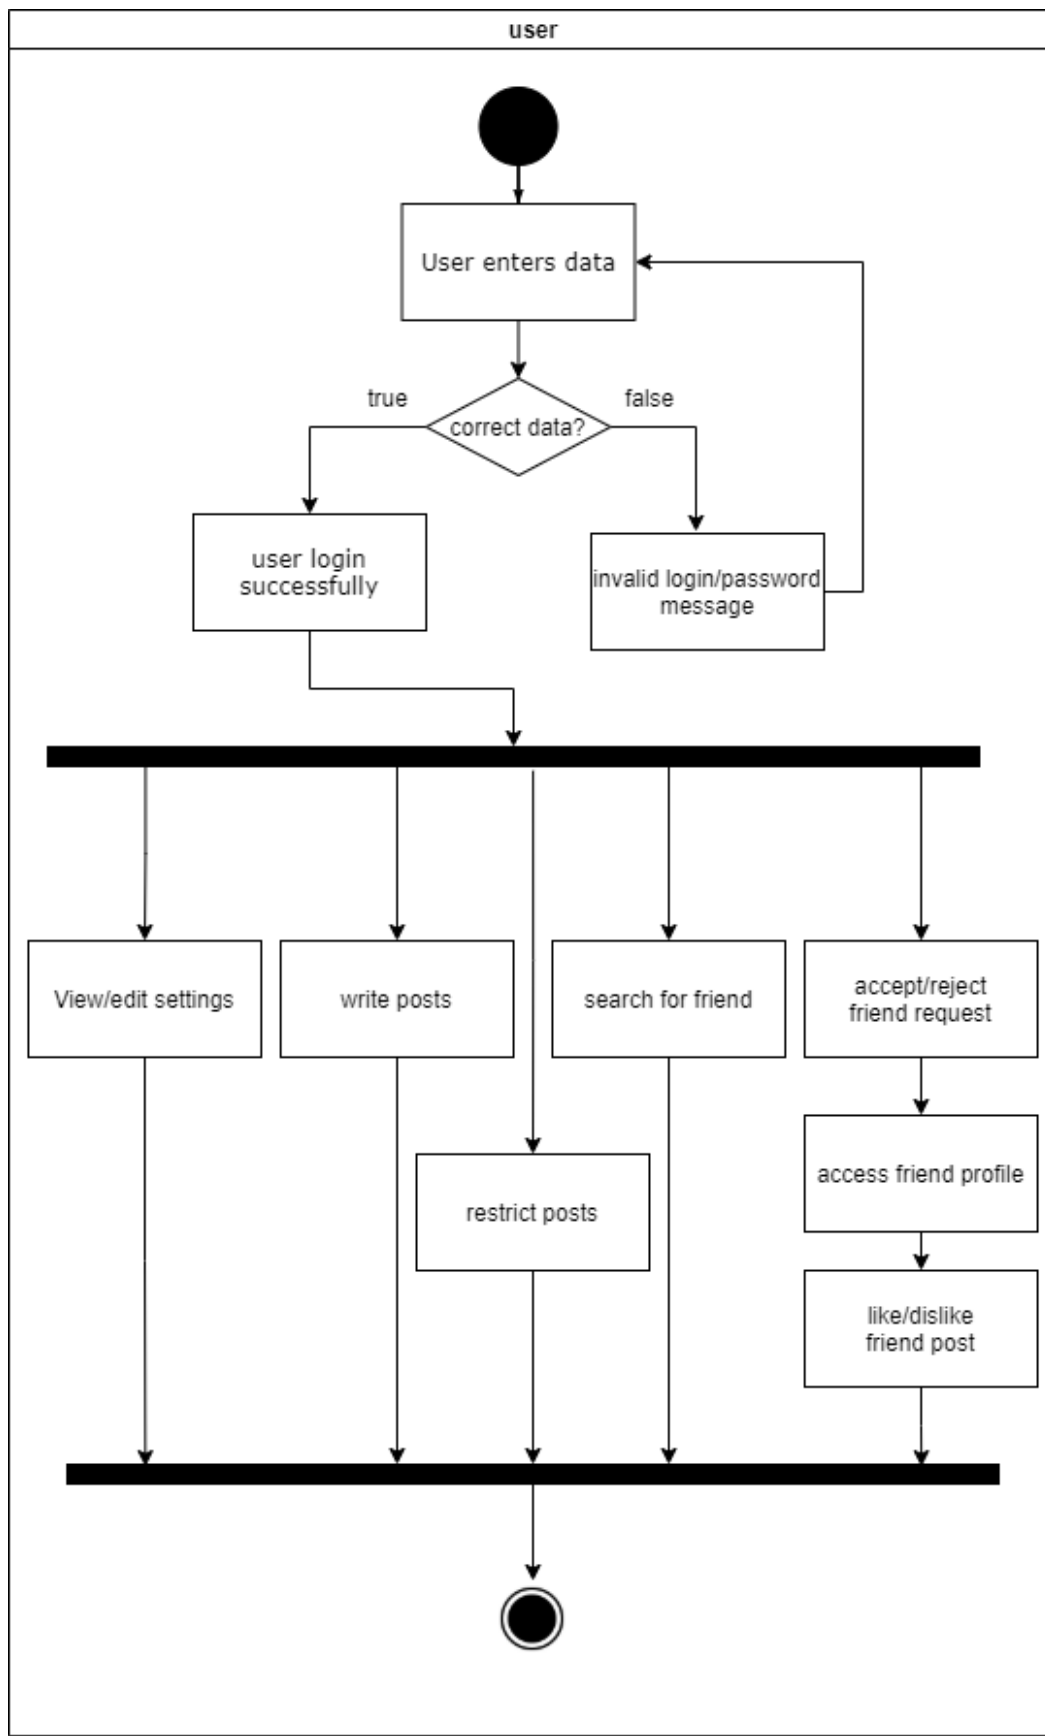 user
User enters data
true
false
correct data?
user login
successfully
invalid login/password
message
View/edit settings
write posts
search for friend
accept/reject
friend request
access friend profile
restrict posts
like/dislike
friend post